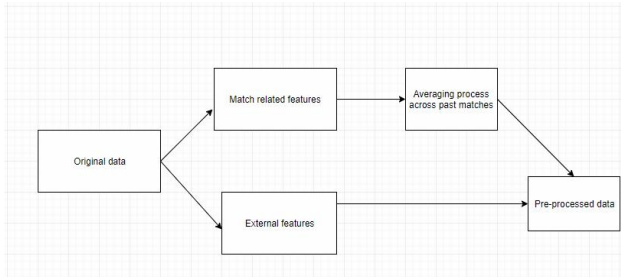 Original data
Match related features
Averaging process
across past matches
External features
Pre-processed data